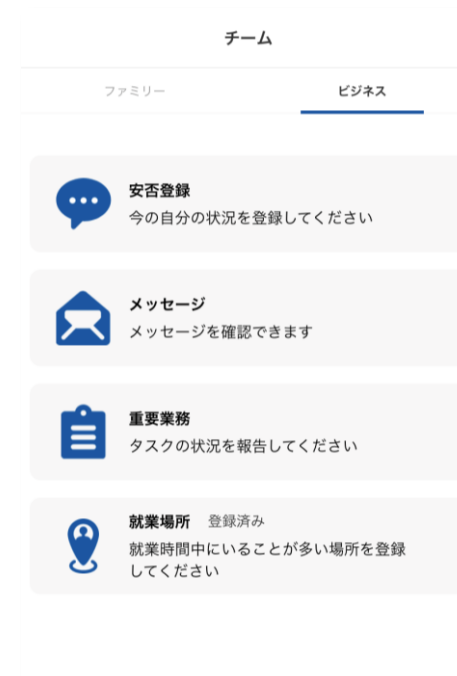 チーム
ファミリー
ビジネス
安否登録
今の自分の状況を登録してください
メッセージ
メッセージを確認できます
重要業務
タスクの状況を報告してください
就業場所 登録済み
就業時間中にいることが多い場所を登録
してください